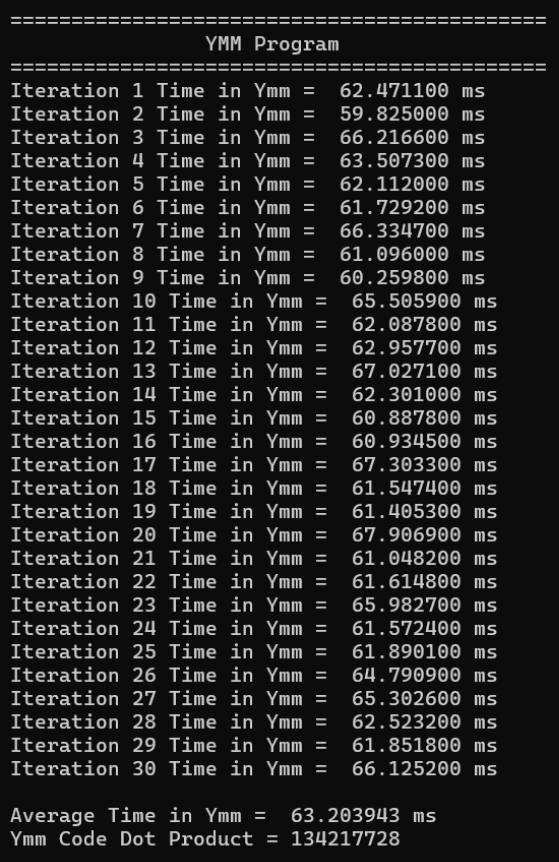 ============================================
YMM Program
============================================
Iteration 1 Time in Ymm =  62.471100 ms
Iteration 2 Time in Ymm =  59.825000 ms
Iteration 3 Time in Ymm =  66.216600 ms
Iteration 4 Time in Ymm =  63.507300 ms
Iteration 5 Time in Ymm =  62.112000 ms
Iteration 6 Time in Ymm =  61.729200 ms
Iteration 7 Time in Ymm =  66.334700 ms
Iteration 8 Time in Ymm =  61.096000 ms
Iteration 9 Time in Ymm =  60.259800 ms
Iteration 10 Time in Ymm =  65.505900 ms
Iteration 11 Time in Ymm =  62.087800 ms
Iteration 12 Time in Ymm =  62.957700 ms
Iteration 13 Time in Ymm =  67.027100 ms
Iteration 14 Time in Ymm =  62.301000 ms
Iteration 15 Time in Ymm =  60.887800 ms
Iteration 16 Time in Ymm =  60.934500 ms
Iteration 17 Time in Ymm =  67.303300 ms
Iteration 18 Time in Ymm =  61.547400 ms
Iteration 19 Time in Ymm =  61.405300 ms
Iteration 20 Time in Ymm =  67.906900 ms
Iteration 21 Time in Ymm =  61.048200 ms
Iteration 22 Time in Ymm =  61.614800 ms
Iteration 23 Time in Ymm =  65.982700 ms
Iteration 24 Time in Ymm =  61.572400 ms
Iteration 25 Time in Ymm =  61.890100 ms
Iteration 26 Time in Ymm =  64.790900 ms
Iteration 27 Time in Ymm =  65.302600 ms
Iteration 28 Time in Ymm =  62.523200 ms
Iteration 29 Time in Ymm =  61.851800 ms
Iteration 30 Time in Ymm =  66.125200 ms
Average Time in Ymm =  63.203943 ms
Ymm Code Dot Product = 134217728